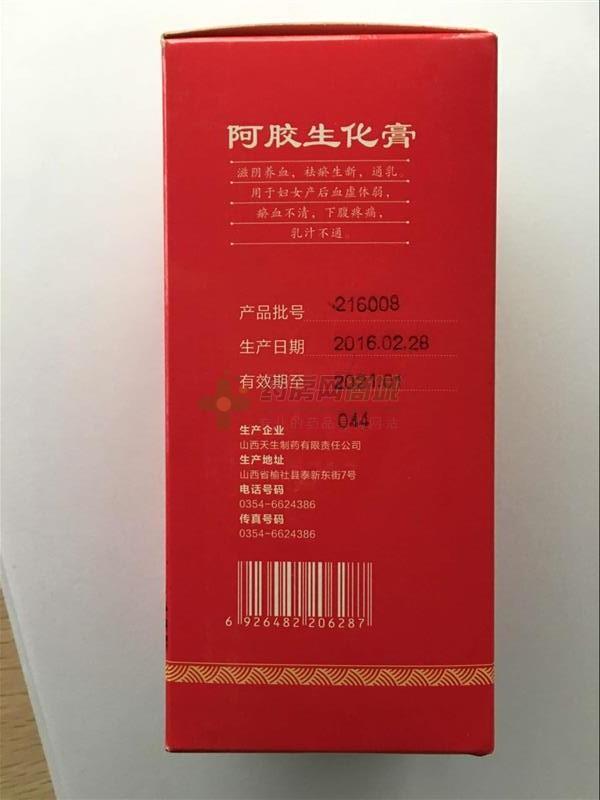 阿胶生化膏
滋阴养血，祛瘀生新，通乳。
用于妇女产后血虚体弱，
瘀血不清，下腹疼痛，
乳汁不通。
产品批号 216008
生产日期 2016.02.28
有效期至 2021.01
044
药房网商城
生产企业
山西天生制药有限责任公司
生产地址
山西省榆社县泰新东街7号
电话号码
0354-6624386
传真号码
0354-6624386
6 926482 206287